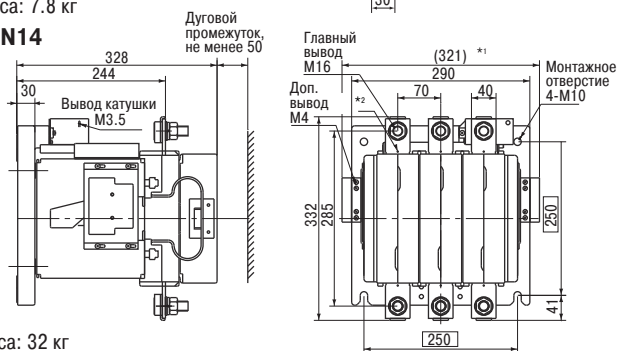 са: 7.8 кг
30
N14
Дуговой
промежуток,
не менее 50
328
244
30
Вывод катушки
M3.5
Главный
вывод
M16
(321) *1
290
Монтажное
отверстие
4-M10
70
40
Доп.
вывод
M4
*2
332
285
250
41
250
са: 32 кг